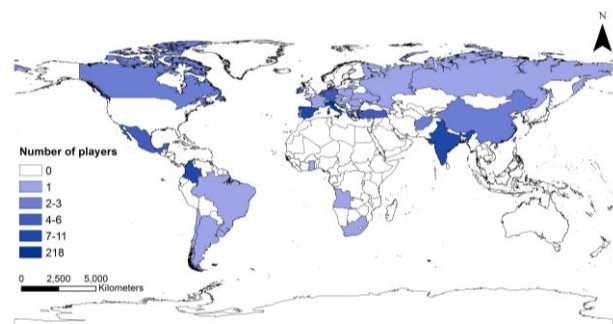 N
Number of players
0
1
2-3
4-6
7-11
218
0 2,500 5,000
Kilometers